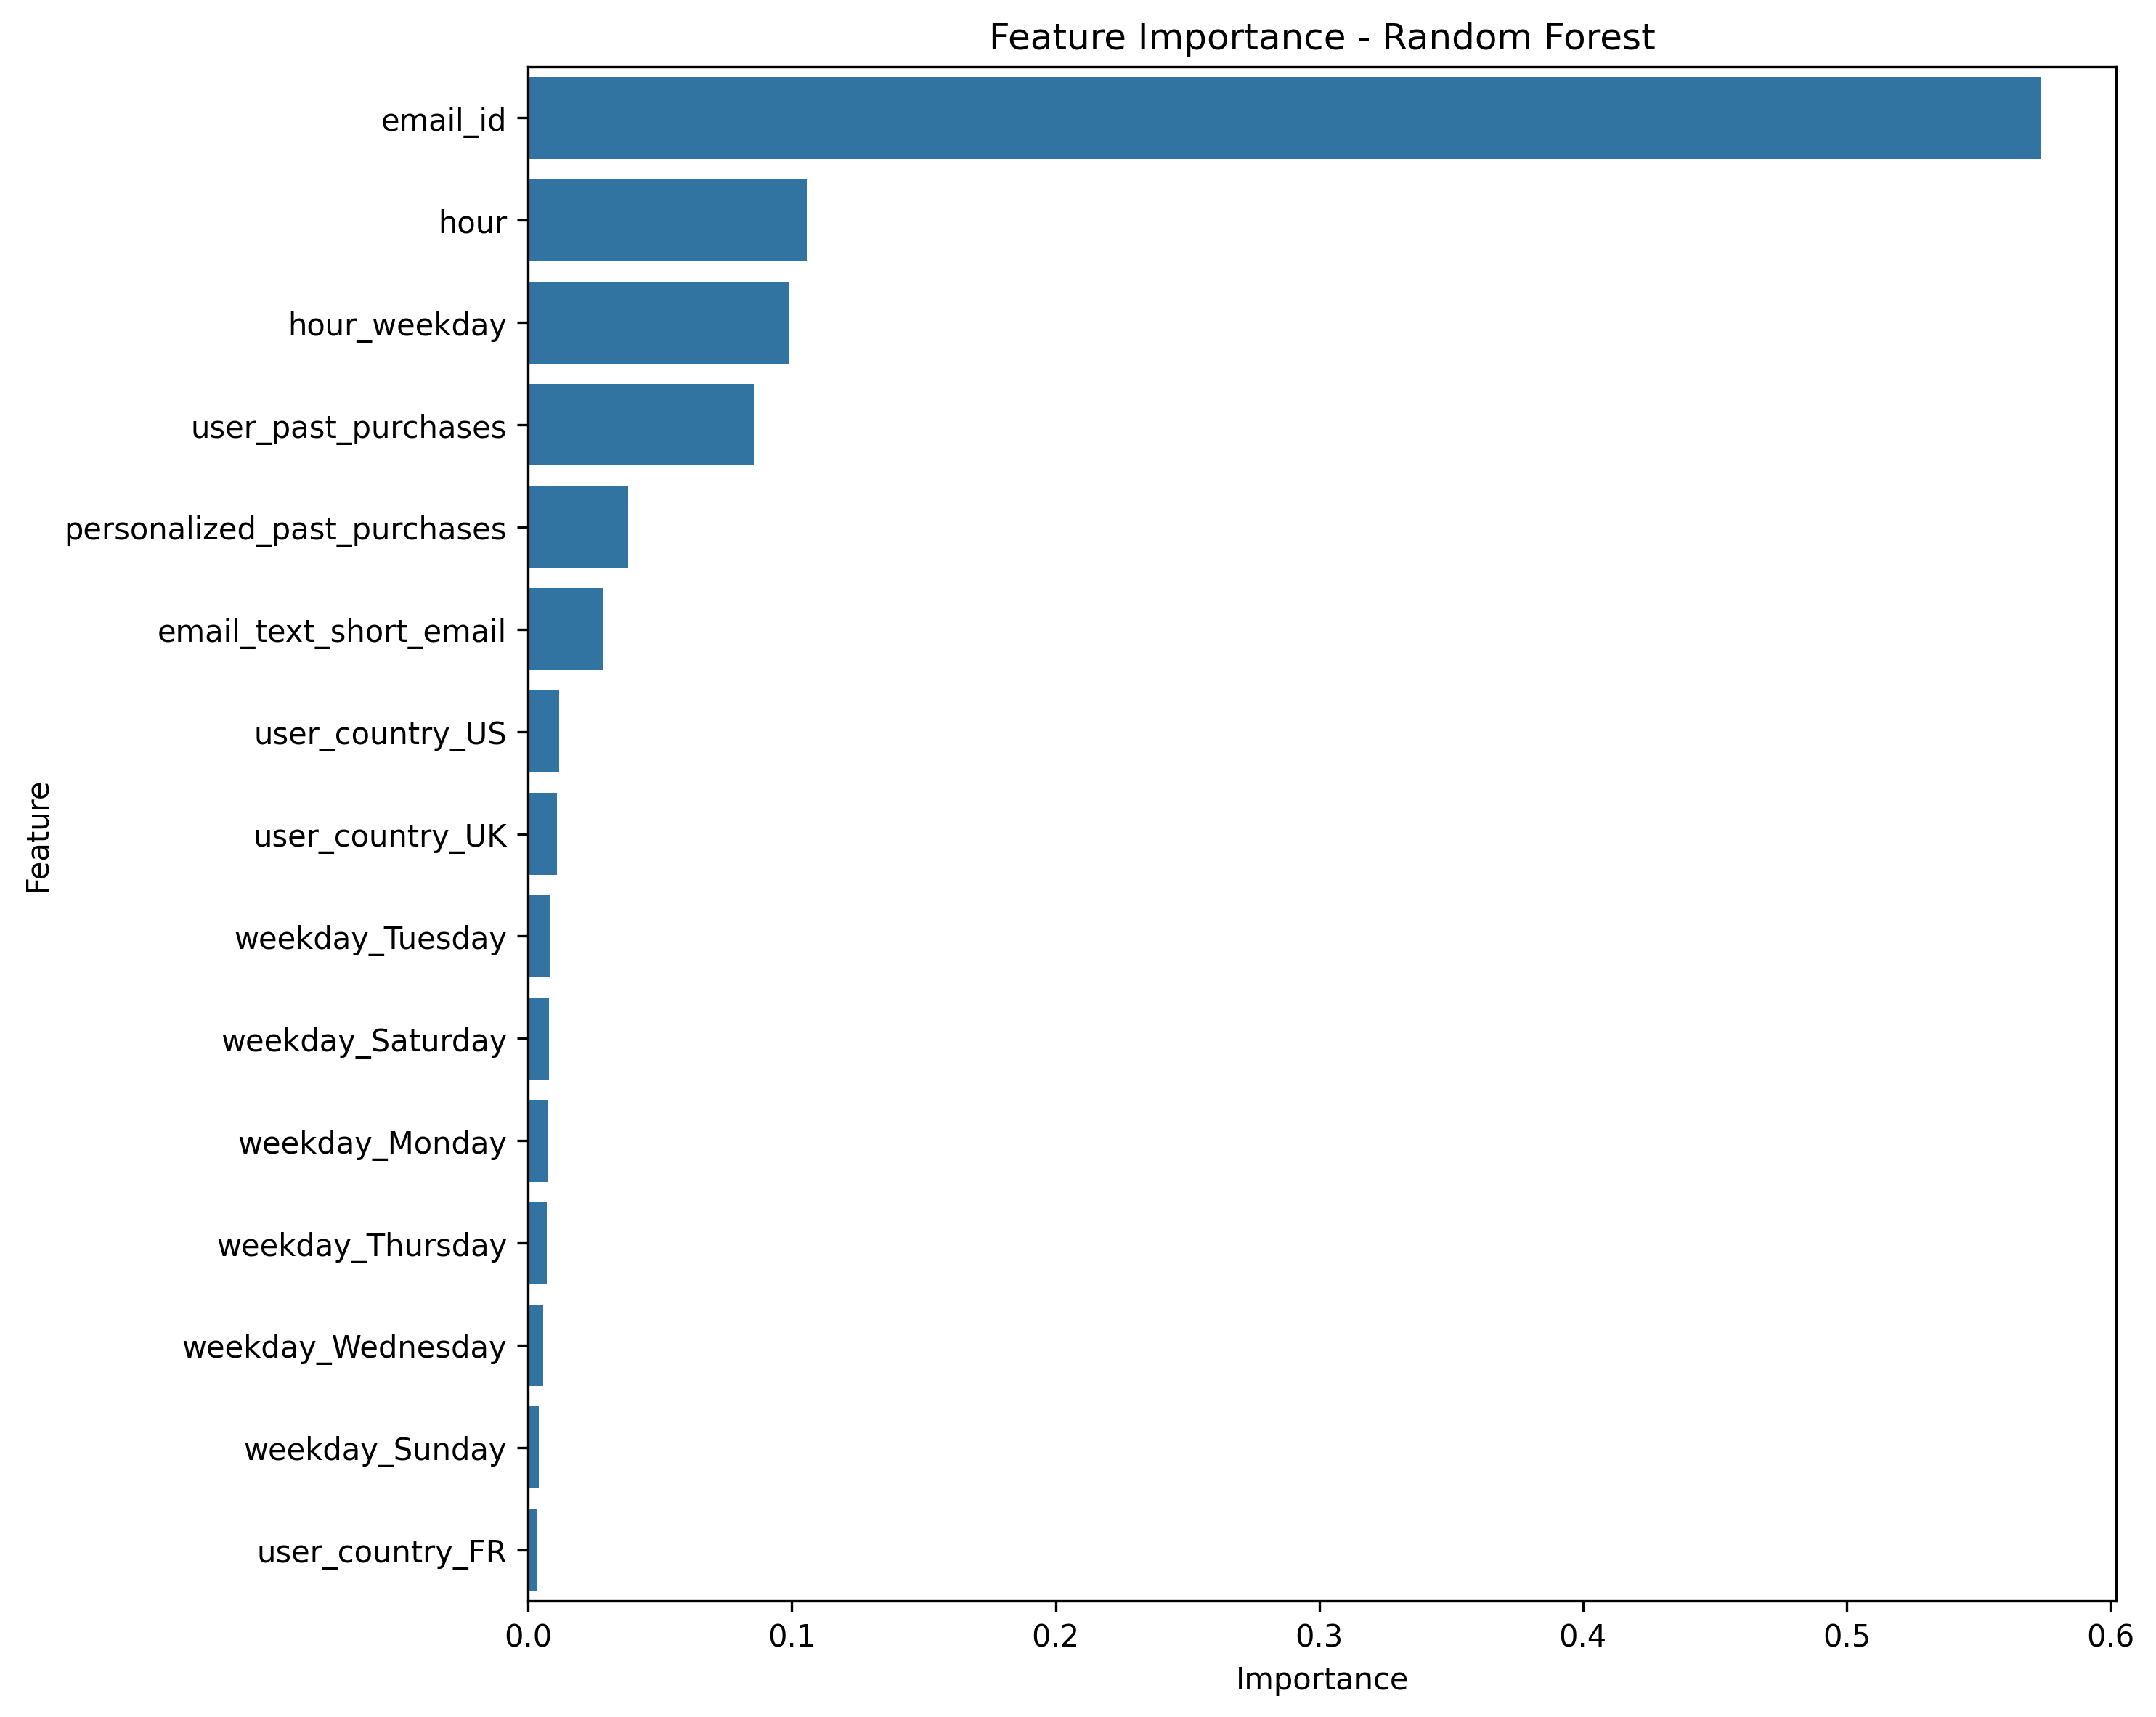 Feature Importance - Random Forest
email_id
hour
hour_weekday
user_past_purchases
personalized_past_purchases
email_text_short_email
user_country_US
user_country_UK
weekday_Tuesday
weekday_Saturday
weekday_Monday
weekday_Thursday
weekday_Wednesday
weekday_Sunday
user_country_FR
Feature
0.0 0.1 0.2 0.3 0.4 0.5 0.6
Importance